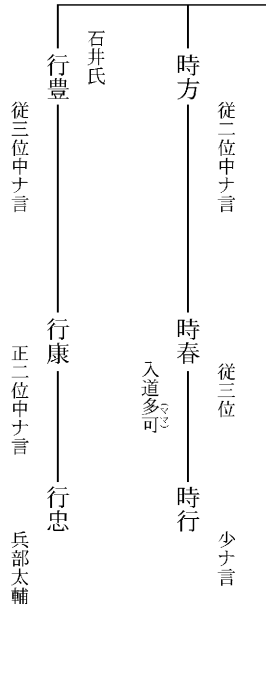 従二位中ナ言
時方
従三位
時春
入道多可
(ママ)
少ナ言
時行
石井氏
行豊
従三位中ナ言
行康
正二位中ナ言
行忠
兵部太輔